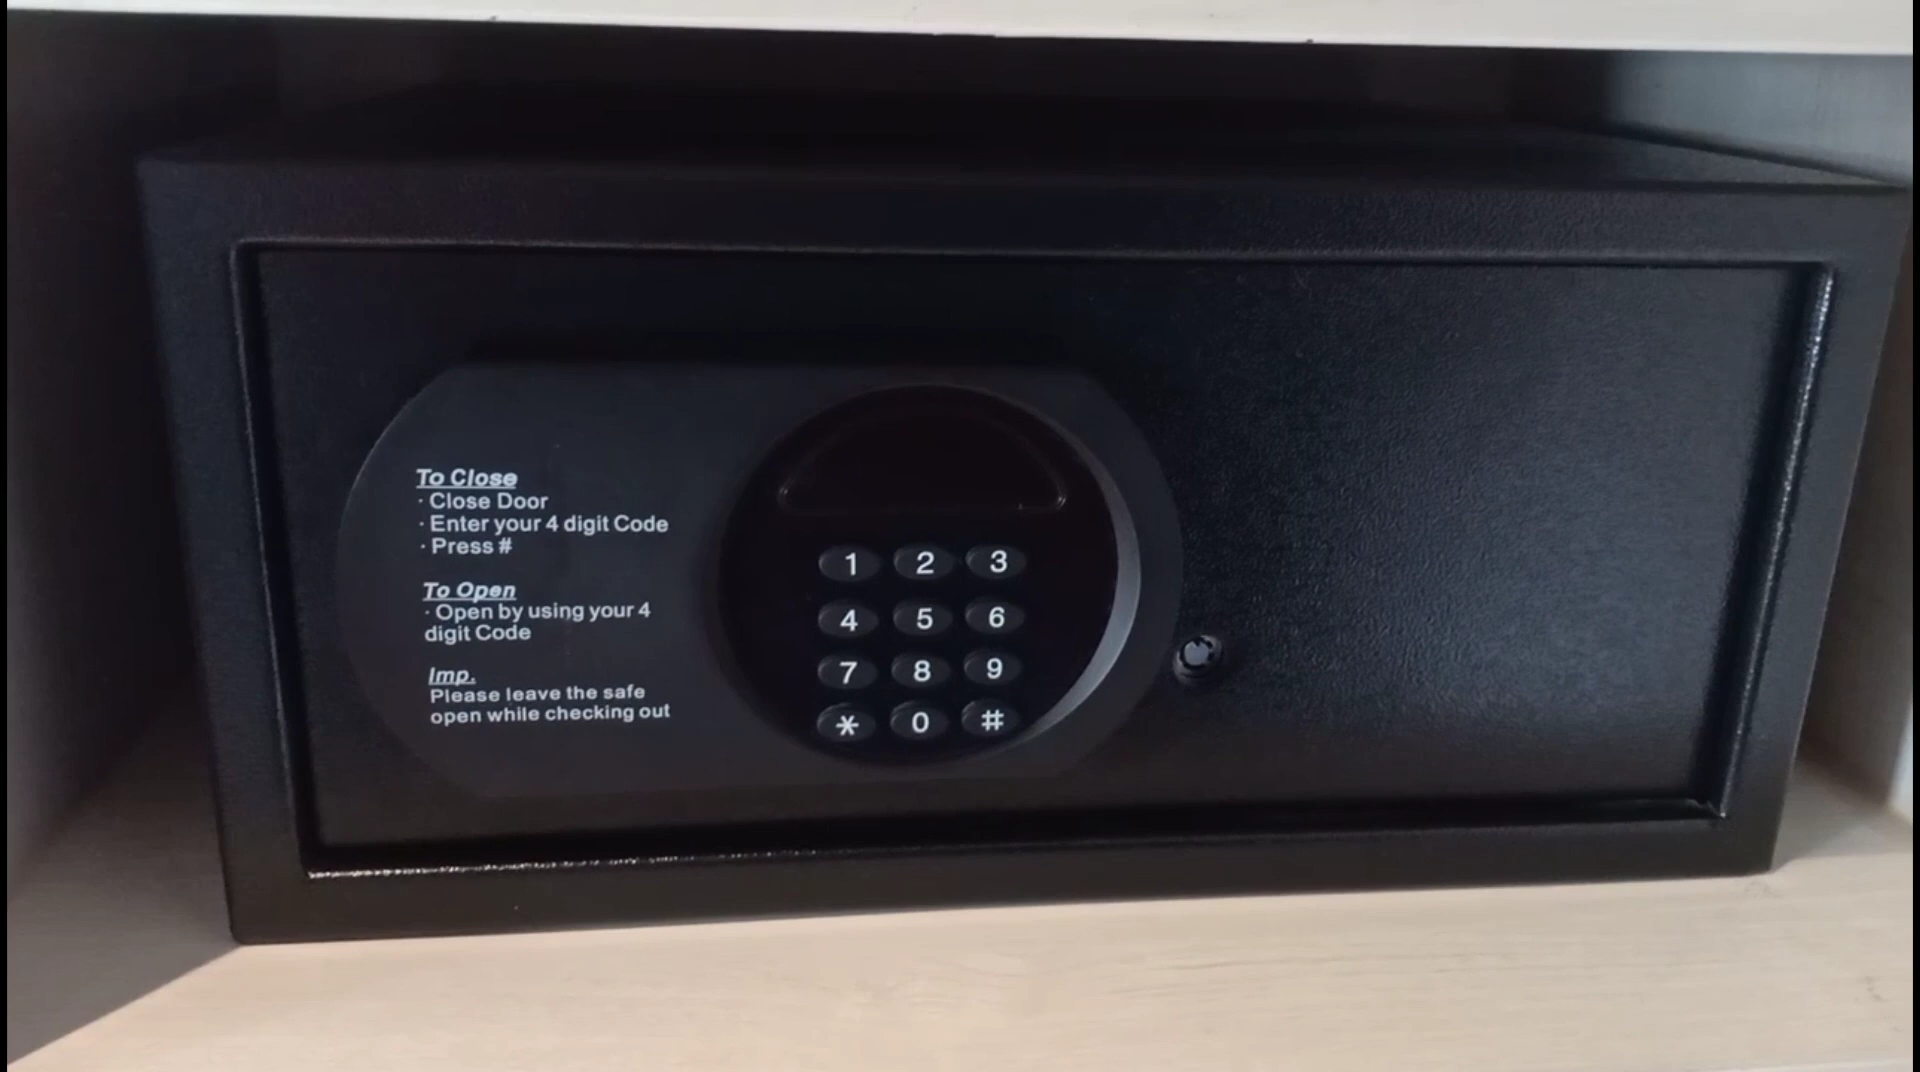 To Close
· Close Door
· Enter your 4 digit Code
· Press #
To Open
· Open by using your 4
digit Code
Imp.
Please leave the safe
open while checking out
1 2 3
4 5 6
7 8 9
* 0 #